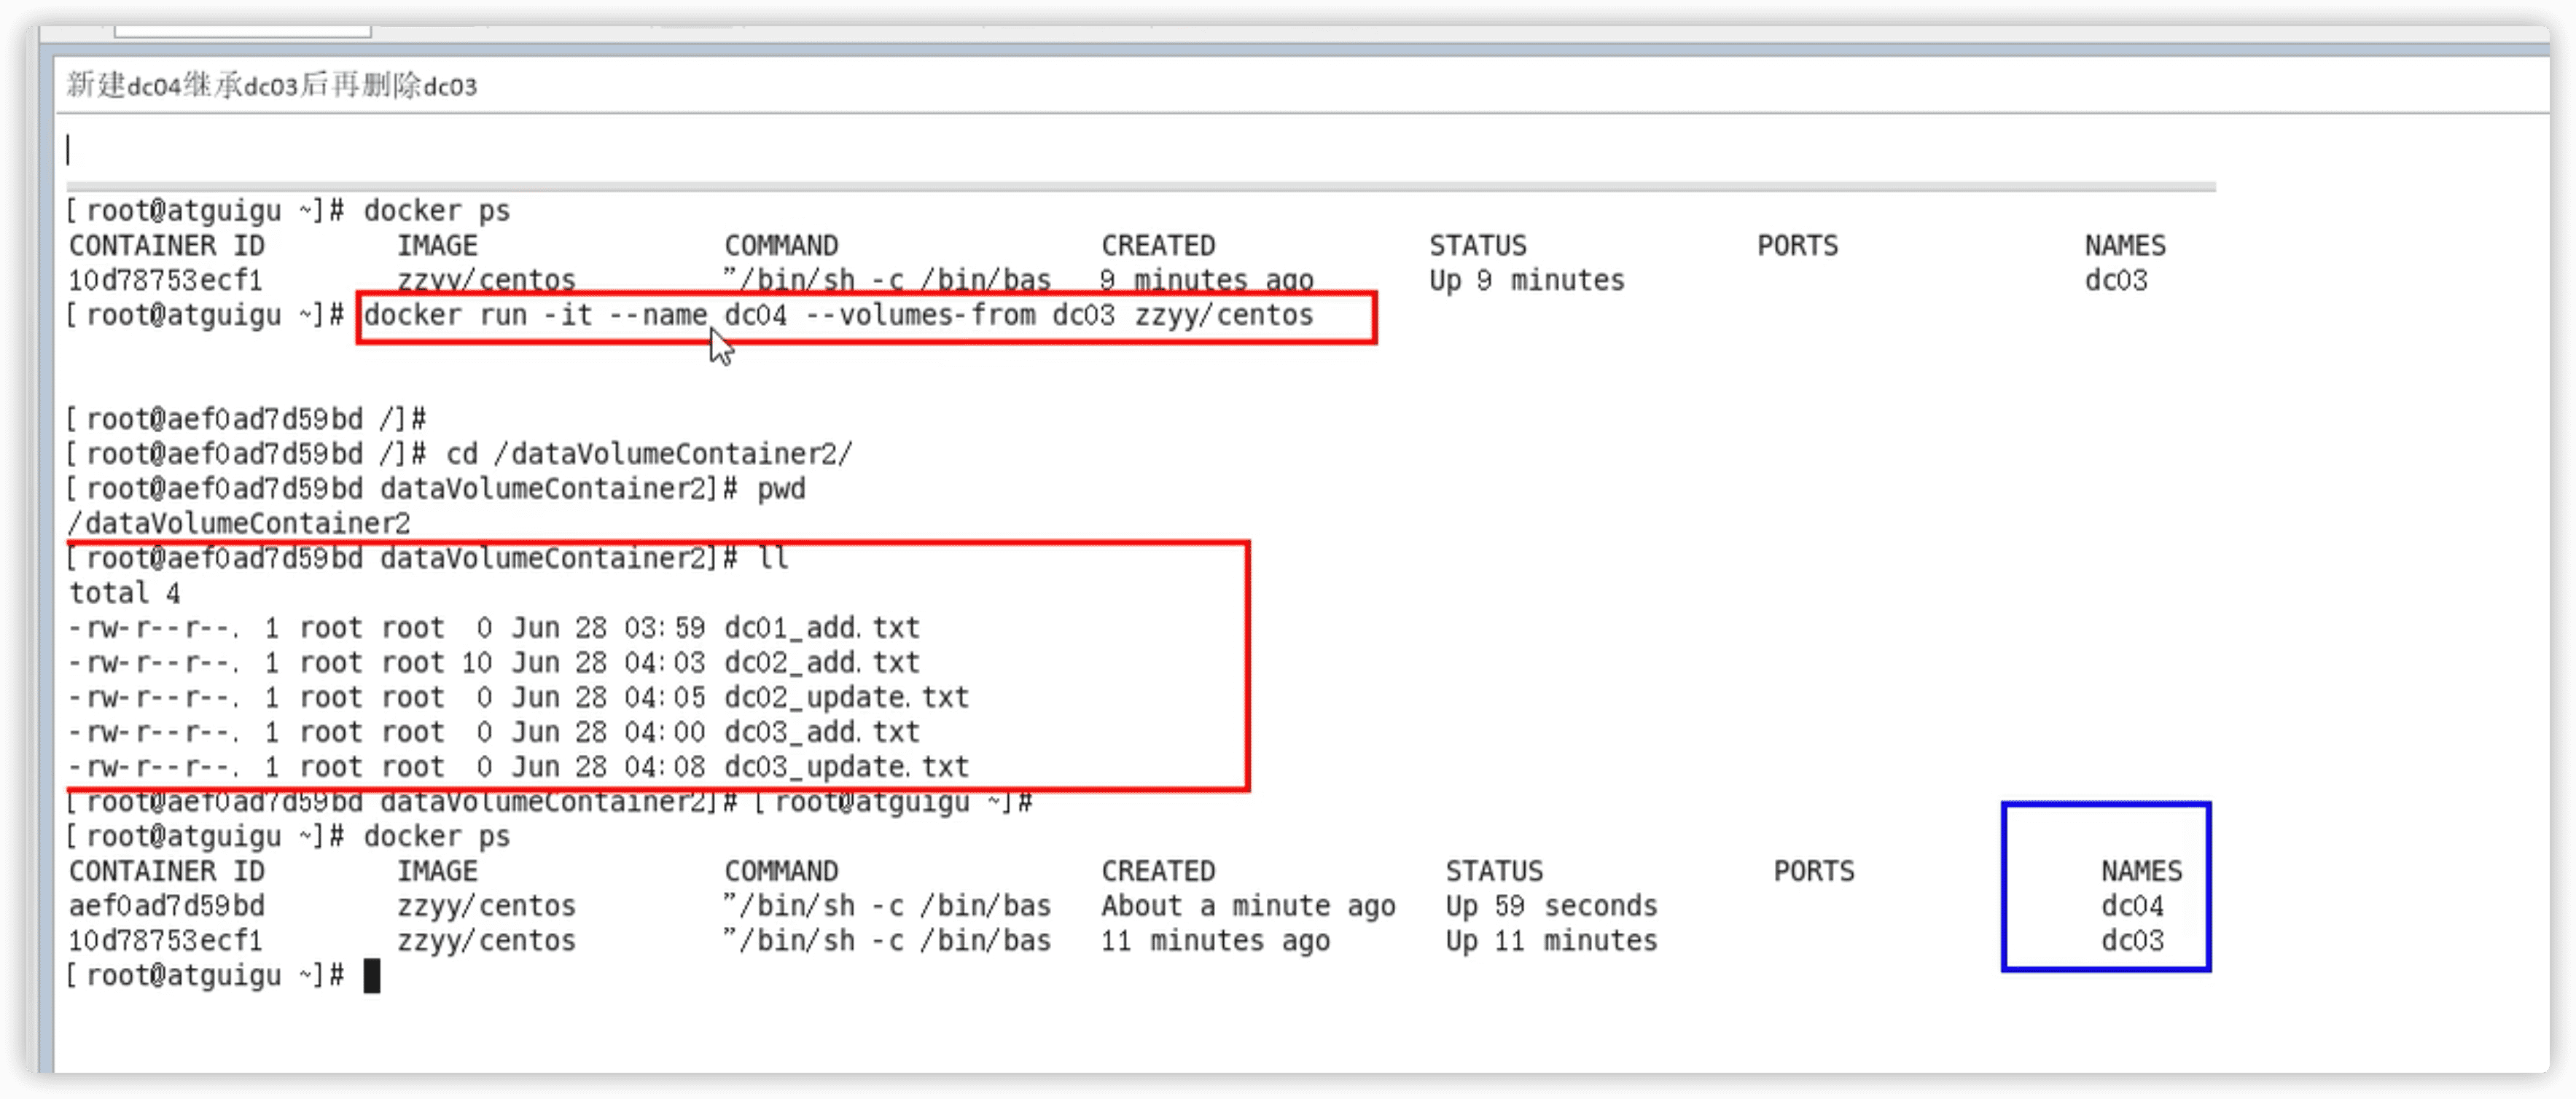 新建dc04继承dc03后再删除dc03
[root@atguigu ~]# docker ps
CONTAINER ID        IMAGE               COMMAND                CREATED             STATUS              PORTS               NAMES
10d78753ecf1        zzyy/centos         "/bin/sh -c /bin/bas   9 minutes ago       Up 9 minutes                            dc03
[root@atguigu ~]# docker run -it --name dc04 --volumes-from dc03 zzyy/centos
[root@aef0ad7d59bd /]#
[root@aef0ad7d59bd /]# cd /dataVolumeContainer2/
[root@aef0ad7d59bd dataVolumeContainer2]# pwd
/dataVolumeContainer2
[root@aef0ad7d59bd dataVolumeContainer2]# ll
total 4
-rw-r--r--. 1 root root  0 Jun 28 03:59 dc01_add.txt
-rw-r--r--. 1 root root 10 Jun 28 04:03 dc02_add.txt
-rw-r--r--. 1 root root  0 Jun 28 04:05 dc02_update.txt
-rw-r--r--. 1 root root  0 Jun 28 04:00 dc03_add.txt
-rw-r--r--. 1 root root  0 Jun 28 04:08 dc03_update.txt
[root@aef0ad7d59bd dataVolumeContainer2]# [root@atguigu ~]#
[root@atguigu ~]# docker ps
CONTAINER ID        IMAGE               COMMAND                CREATED              STATUS              PORTS               NAMES
aef0ad7d59bd        zzyy/centos         "/bin/sh -c /bin/bas   About a minute ago   Up 59 seconds                           dc04
10d78753ecf1        zzyy/centos         "/bin/sh -c /bin/bas   11 minutes ago       Up 11 minutes                           dc03
[root@atguigu ~]#